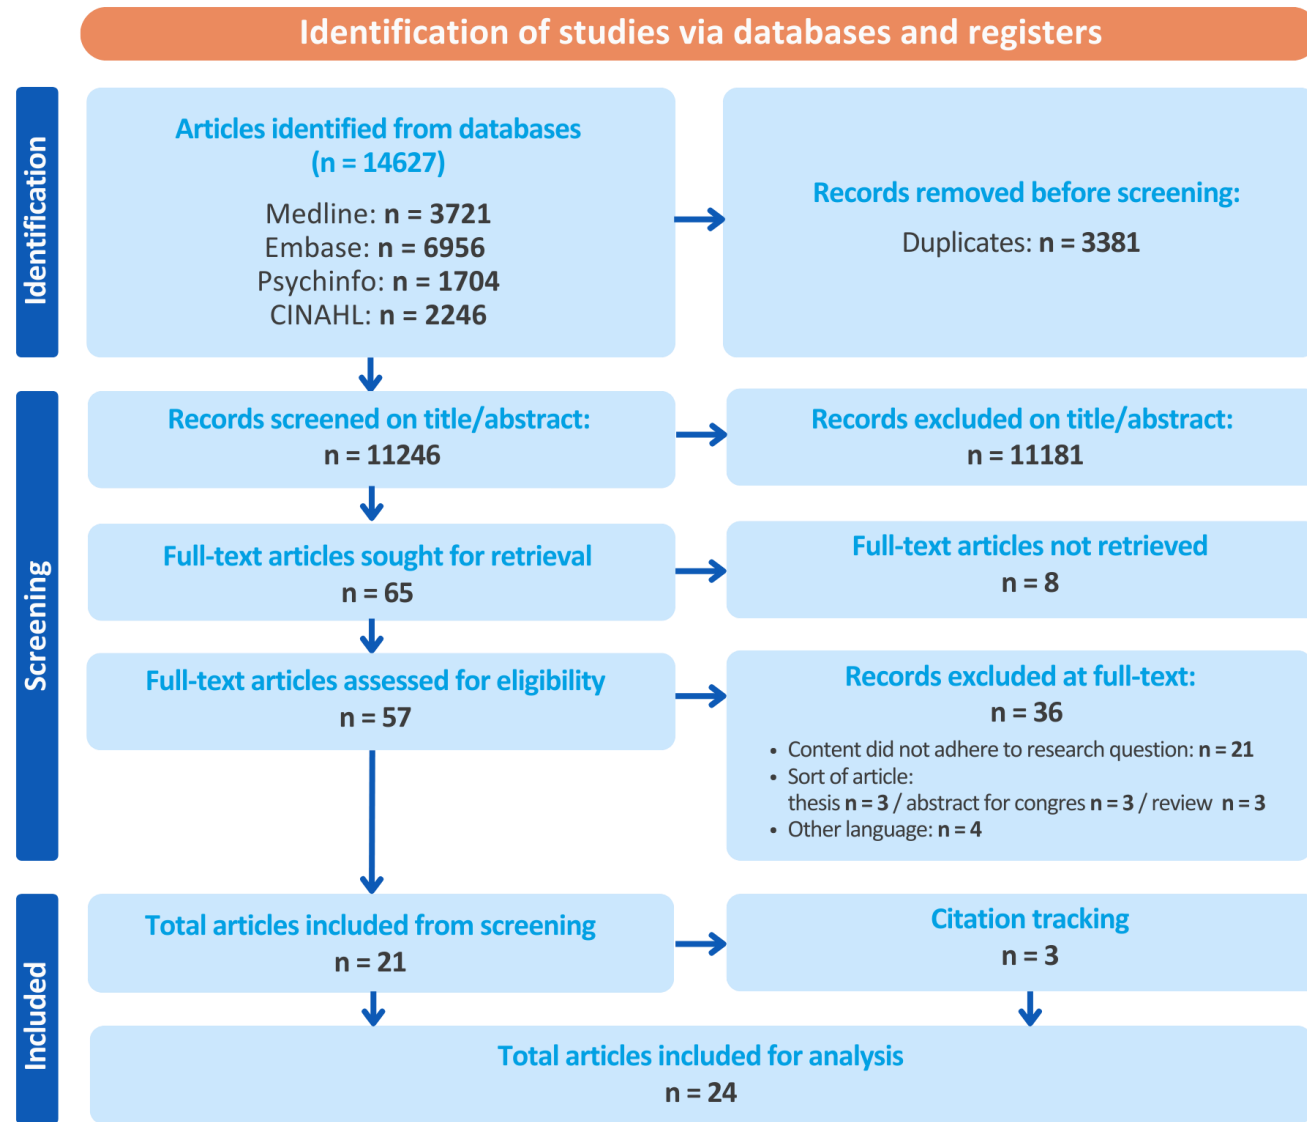 Identification of studies via databases and registers
Identification
Articles identified from databases
(n = 14627)
Medline: n = 3721
Embase: n = 6956
Psychinfo: n = 1704
CINAHL: n = 2246
Records removed before screening:
Duplicates: n = 3381
Screening
Records screened on title/abstract:
n = 11246
Records excluded on title/abstract:
n = 11181
Full-text articles sought for retrieval
n = 65
Full-text articles not retrieved
n = 8
Full-text articles assessed for eligibility
n = 57
Records excluded at full-text:
n = 36
• Content did not adhere to research question: n = 21
• Sort of article:
thesis n = 3 / abstract for congres n = 3 / review n = 3
• Other language: n = 4
Included
Total articles included from screening
n = 21
Citation tracking
n = 3
Total articles included for analysis
n = 24